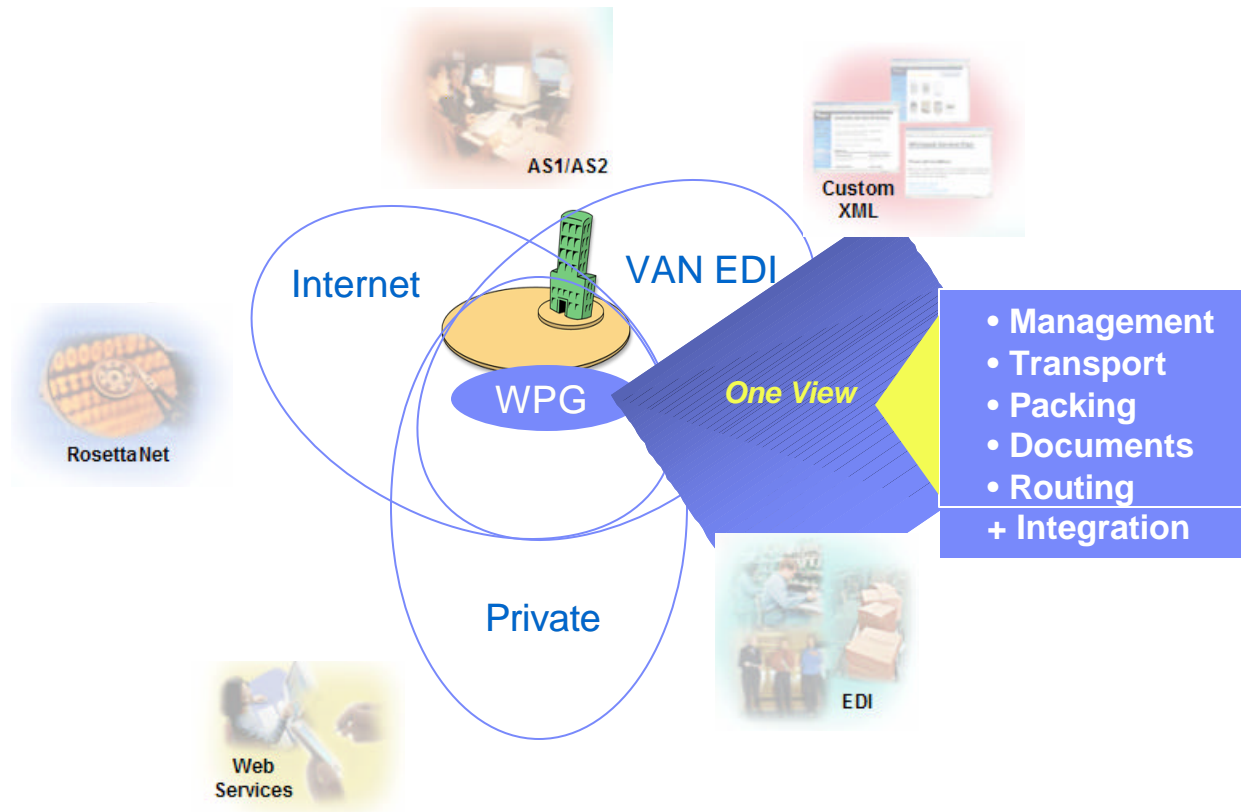 AS1/AS2
Custom
XML
Internet
VAN EDI
• Management
• Transport
• Packing
• Documents
• Routing
+ Integration
One View
WPG
RosettaNet
Private
EDI
Web
Services